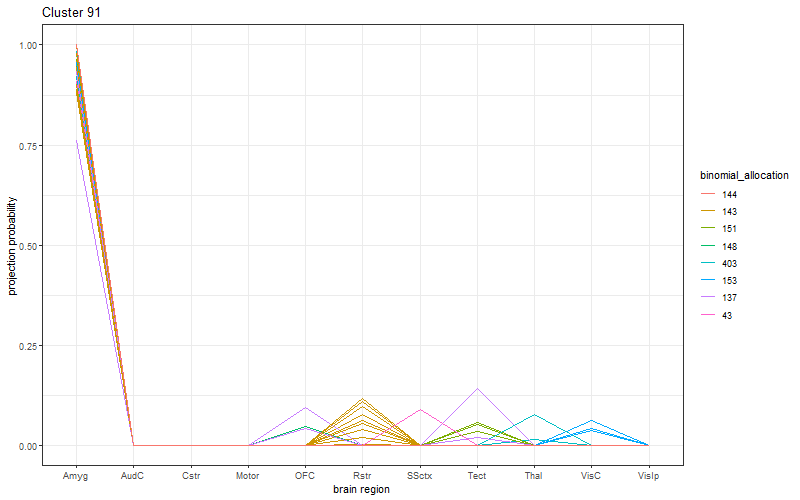 Cluster 91
1.00
0.75
0.50
0.25
0.00
projection probability
Amyg AudC Cstr Motor OFC Rstr SSctx Tect Thal VisC VisIp
brain region
binomial_allocation
144
143
151
148
403
153
137
43